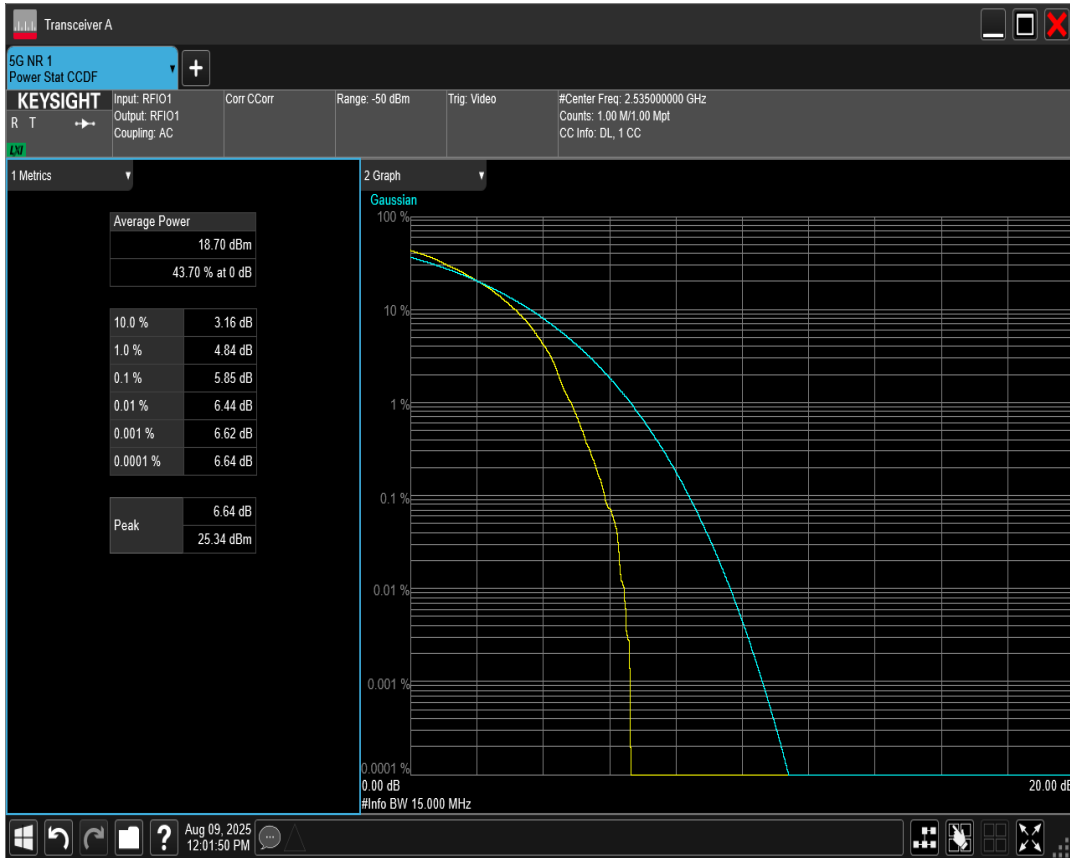 Transceiver A
5G NR 1
Power Stat CCDF
KEYSIGHT
R T
LXI
Input: RFIO1
Output: RFIO1
Coupling: AC
Corr CCorr
Range: -50 dBm
Trig: Video
#Center Freq: 2.535000000 GHz
Counts: 1.00 M/1.00 Mpt
CC Info: DL, 1 CC
1 Metrics
Average Power
18.70 dBm
43.70 % at 0 dB
10.0 % 3.16 dB
1.0 % 4.84 dB
0.1 % 5.85 dB
0.01 % 6.44 dB
0.001 % 6.62 dB
0.0001 % 6.64 dB
Peak 6.64 dB
25.34 dBm
2 Graph
Gaussian
100 %
10 %
1 %
0.1 %
0.01 %
0.001 %
0.0001 %
0.00 dB
20.00 dB
#Info BW 15.000 MHz
?
Aug 09, 2025
12:01:50 PM